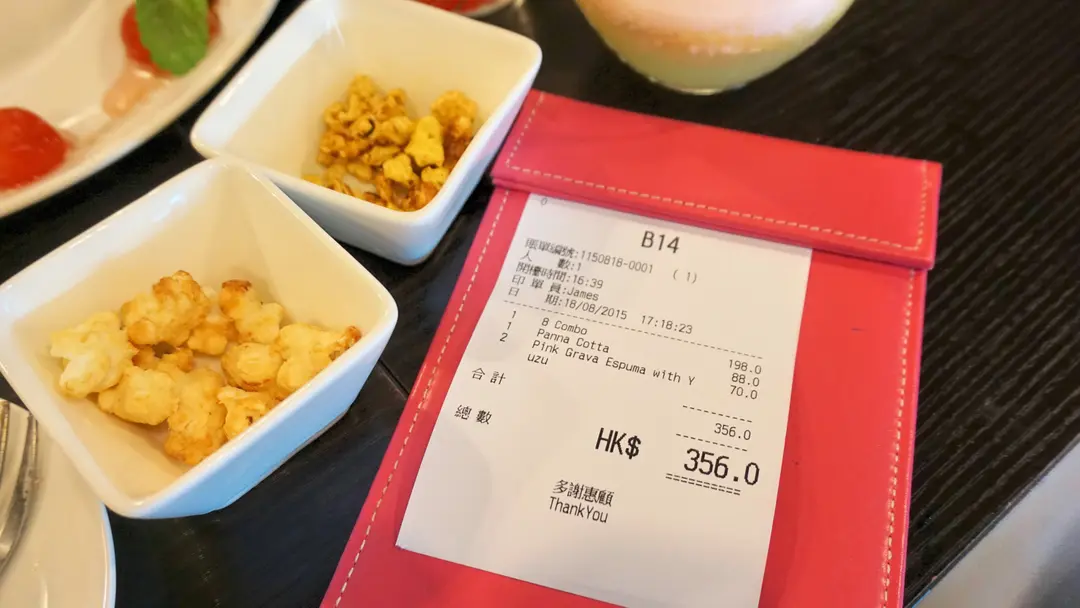 B14
賬單編號:1150818-0001 (1)
人 數:1
開檯時間:16:39
印 單 員:James
日 期:18/08/2015 17:18:23
1 8 Combo 198.0
1 Panna Cotta 88.0
2 Pink Grava Espuma with Y 70.0
uzu
合計 356.0
總數 HK$ 356.0
多謝惠顧
ThankYou